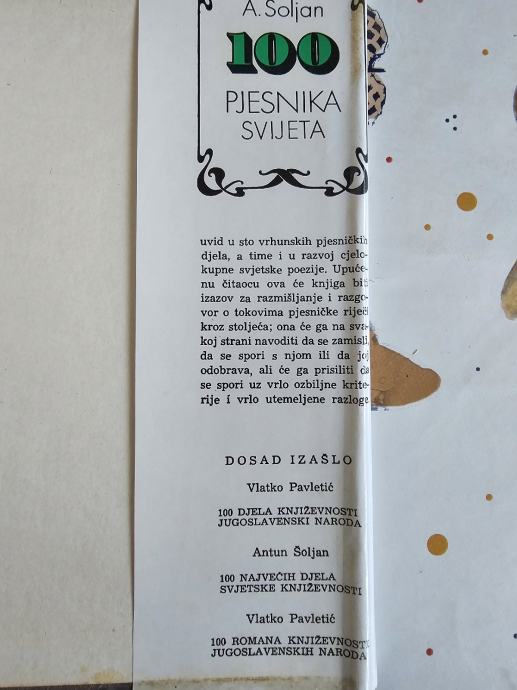 A. Šoljan
100
PJESNIKA
SVIJETA
uvid u sto vrhunskih pjesničkih
djela, a time i u razvoj cjelo-
kupne svjetske poezije. Upuće-
nu čitaocu ova će knjiga biti
izazov za razmišljanje i razgo-
vor o tokovima pjesničke riječi
kroz stoljeća; ona će ga na sva-
koj strani navoditi da se zamisli,
da se spori s njom ili da joj
odobrava, ali će ga prisiliti da
se spori uz vrlo ozbiljne krite-
rije i vrlo utemeljene razloge
DOSAD IZAŠLO
Vlatko Pavletić
100 DJELA KNJIŽEVNOSTI
JUGOSLAVENSKI NARODA
Antun Šoljan
100 NAJVEĆIH DJELA
SVJETSKE KNJIŽEVNOSTI
Vlatko Pavletić
100 ROMANA KNJIŽEVNOSTI
JUGOSLAVENSKIH NARODA